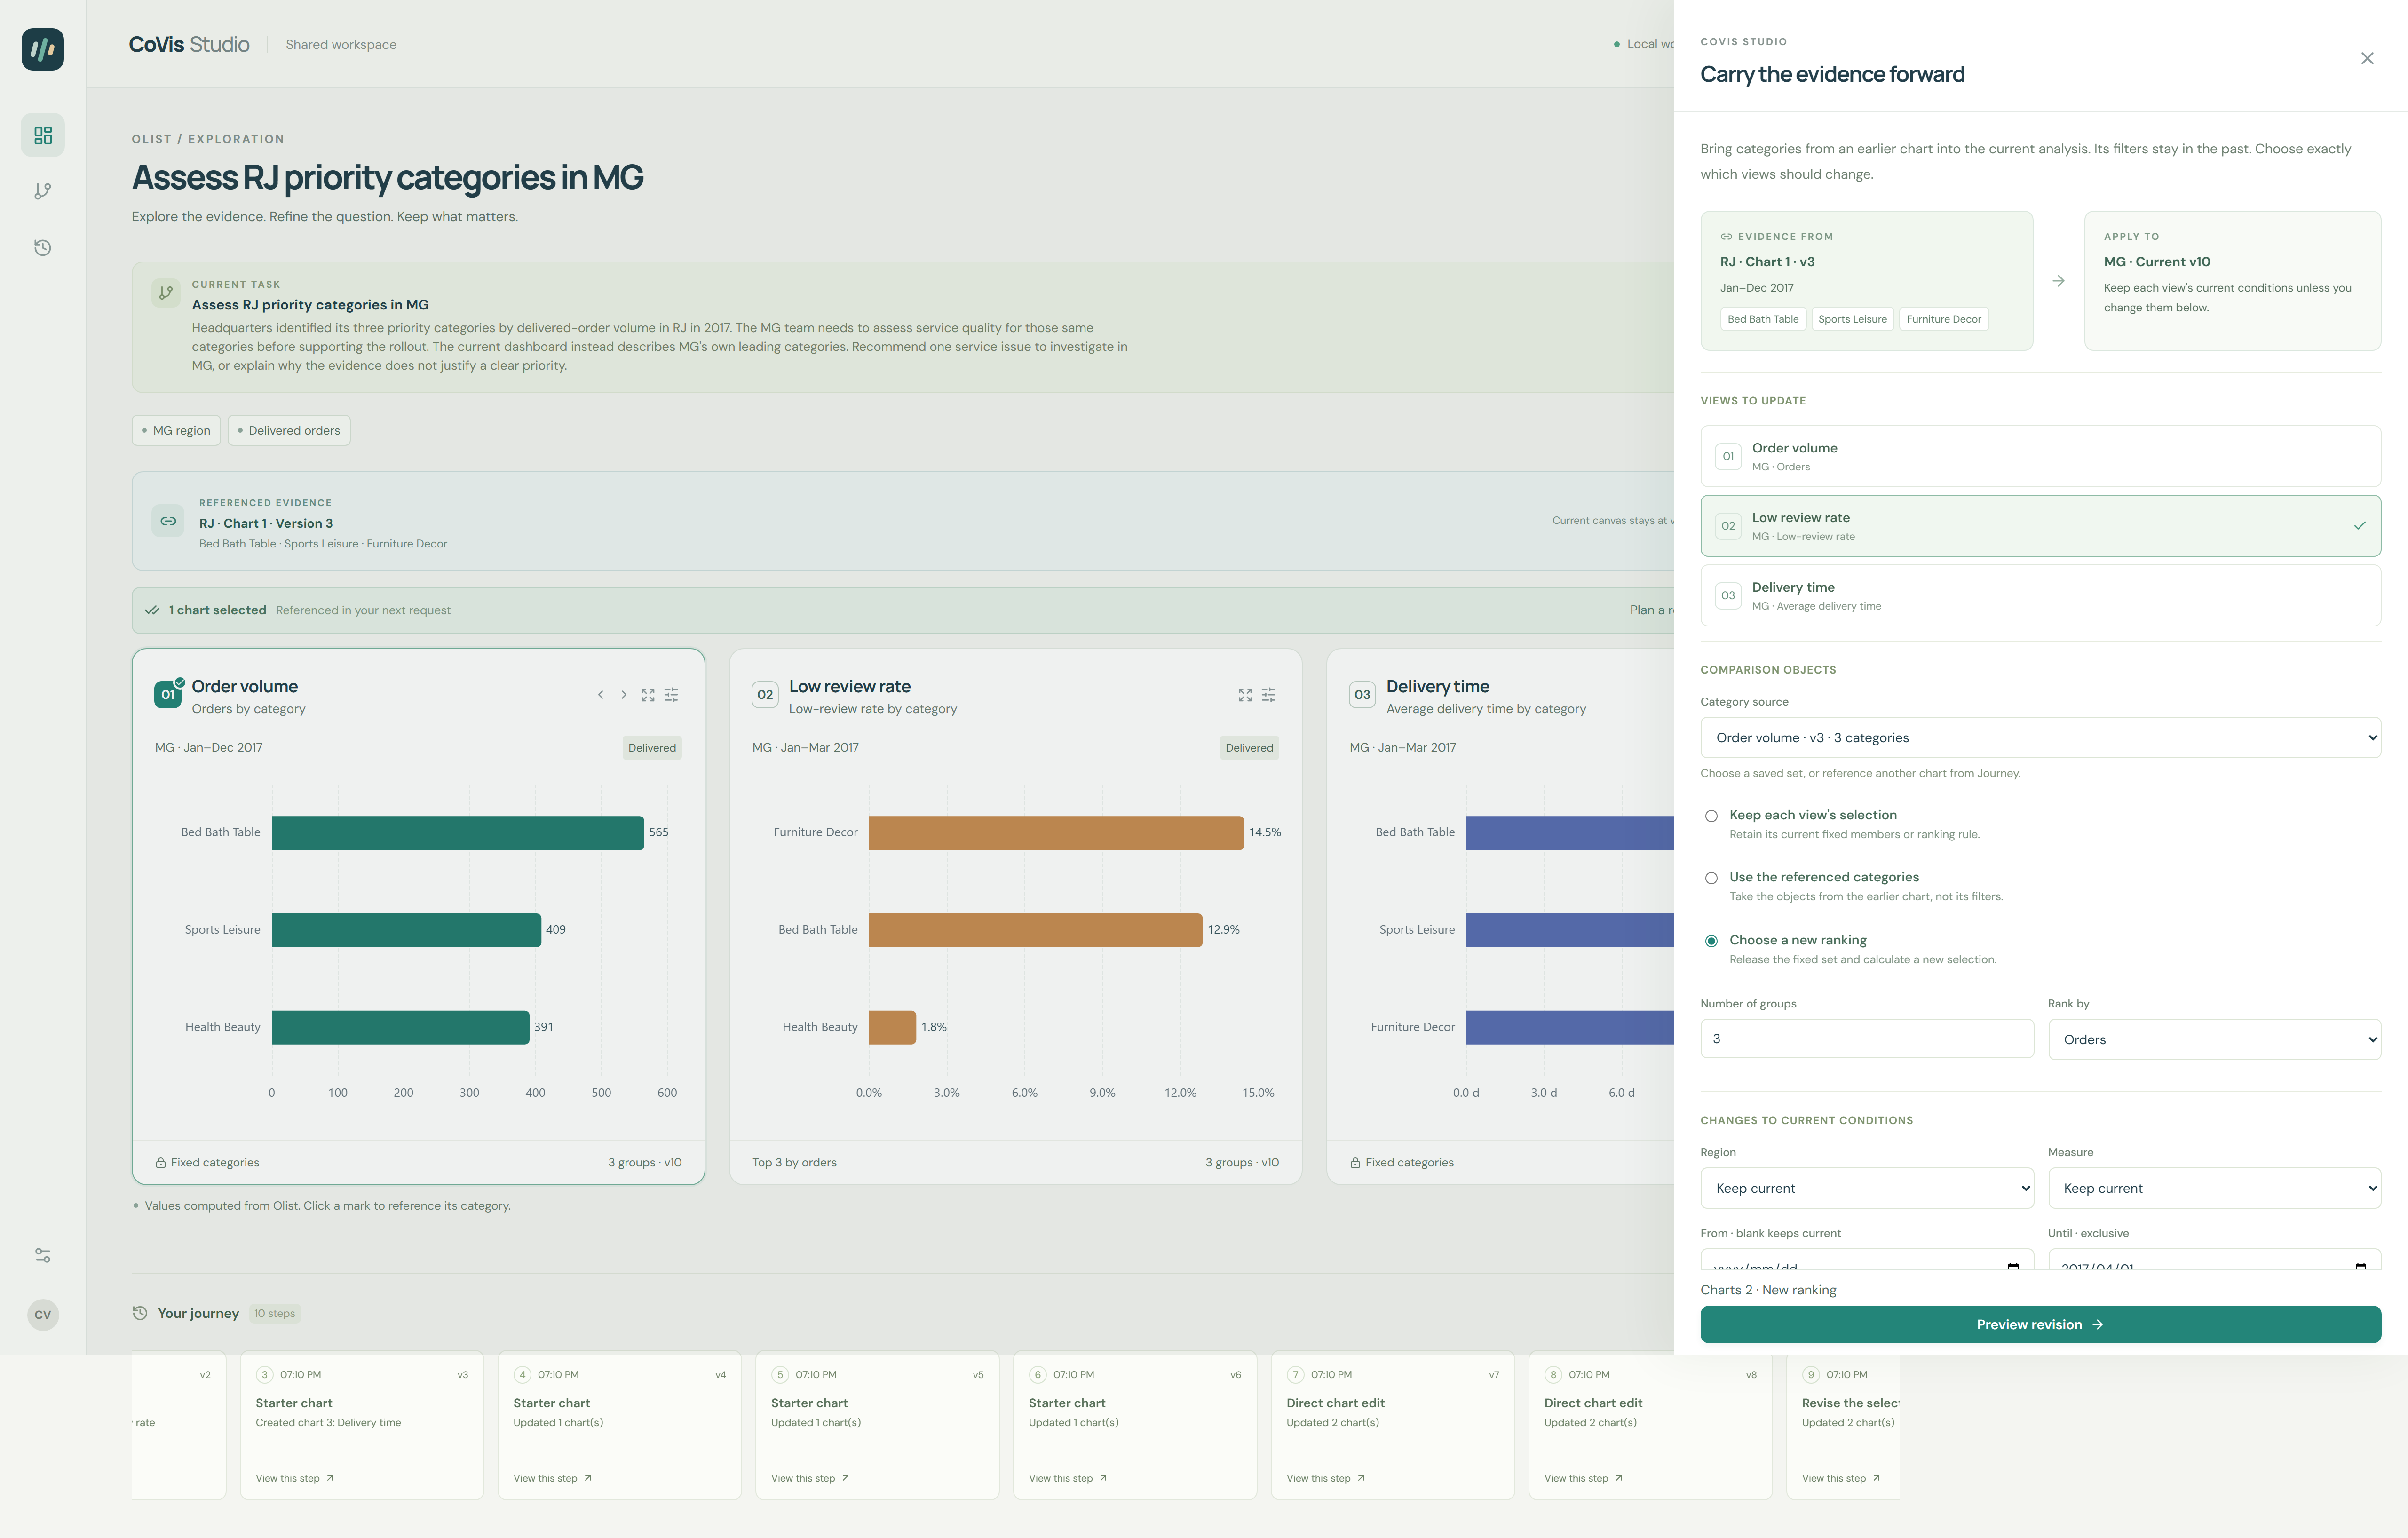 CoVis Studio
Shared workspace
Local
OLIST / EXPLORATION
Assess RJ priority categories in MG
Explore the evidence. Refine the question. Keep what matters.
CURRENT TASK
Assess RJ priority categories in MG
Headquarters identified its three priority categories by delivered-order volume in RJ in 2017. The MG team needs to assess service quality for those same
categories before supporting the rollout. The current dashboard instead describes MG's own leading categories. Recommend one service issue to investigate in
MG, or explain why the evidence does not justify a clear priority.
MG region
Delivered orders
REFERENCED EVIDENCE
RJ · Chart 1 · Version 3
Bed Bath Table · Sports Leisure · Furniture Decor
Current canvas stays at v
1 chart selected Referenced in your next request
Plan a r
01
Order volume
Orders by category
MG · Jan–Dec 2017
Delivered
Bed Bath Table
565
Sports Leisure
409
Health Beauty
391
0 100 200 300 400 500 600
Fixed categories
3 groups · v10
02
Low review rate
Low-review rate by category
MG · Jan–Mar 2017
Delivered
Furniture Decor
14.5%
Bed Bath Table
12.9%
Health Beauty
1.8%
0.0% 3.0% 6.0% 9.0% 12.0% 15.0%
Top 3 by orders
3 groups · v10
03
Delivery time
Average delivery time by category
MG · Jan–Mar 2017
Bed Bath Table
Sports Leisure
Furniture Decor
0.0 d 3.0 d 6.0 d
Fixed categories
Values computed from Olist. Click a mark to reference its category.
Your journey
10 steps
CV
v2
rate
3 07:10 PM v3
Starter chart
Created chart 3: Delivery time
View this step
4 07:10 PM v4
Starter chart
Updated 1 chart(s)
View this step
5 07:10 PM v5
Starter chart
Updated 1 chart(s)
View this step
6 07:10 PM v6
Starter chart
Updated 1 chart(s)
View this step
7 07:10 PM v7
Direct chart edit
Updated 2 chart(s)
View this step
8 07:10 PM v8
Direct chart edit
Updated 2 chart(s)
View this step
9 07:10 PM
Revise the selec
Updated 2 chart(s)
View this step
COVIS STUDIO
Carry the evidence forward
Bring categories from an earlier chart into the current analysis. Its filters stay in the past. Choose exactly
which views should change.
EVIDENCE FROM
RJ · Chart 1 · v3
Jan–Dec 2017
Bed Bath Table
Sports Leisure
Furniture Decor
APPLY TO
MG · Current v10
Keep each view's current conditions unless you
change them below.
VIEWS TO UPDATE
01
Order volume
MG · Orders
02
Low review rate
MG · Low-review rate
03
Delivery time
MG · Average delivery time
COMPARISON OBJECTS
Category source
Order volume · v3 · 3 categories
Choose a saved set, or reference another chart from Journey.
Keep each view's selection
Retain its current fixed members or ranking rule.
Use the referenced categories
Take the objects from the earlier chart, not its filters.
Choose a new ranking
Release the fixed set and calculate a new selection.
Number of groups
3
Rank by
Orders
CHANGES TO CURRENT CONDITIONS
Region
Keep current
Measure
Keep current
From · blank keeps current
yyyy/mm/dd
Until · exclusive
2017/04/01
Charts 2 · New ranking
Preview revision